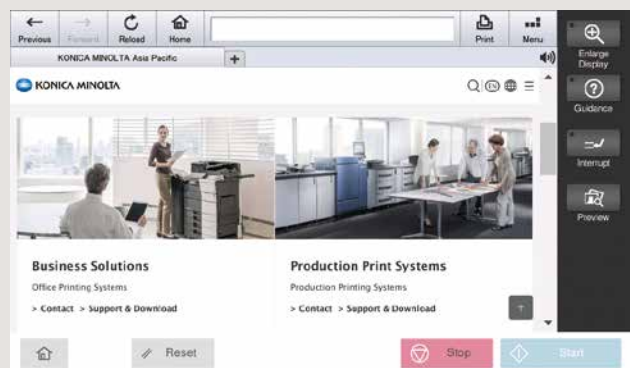 Previous Forward Reload Home Print Menu
KONICA MINOLTA Asia Pacific +
KONICA MINOLTA EN
Enlarge
Display
Guidance
Interrupt
Preview
Business Solutions Production Print Systems
Office Printing Systems Production Printing Systems
> Contact > Support & Download > Contact > Support & Download
Reset Stop Start